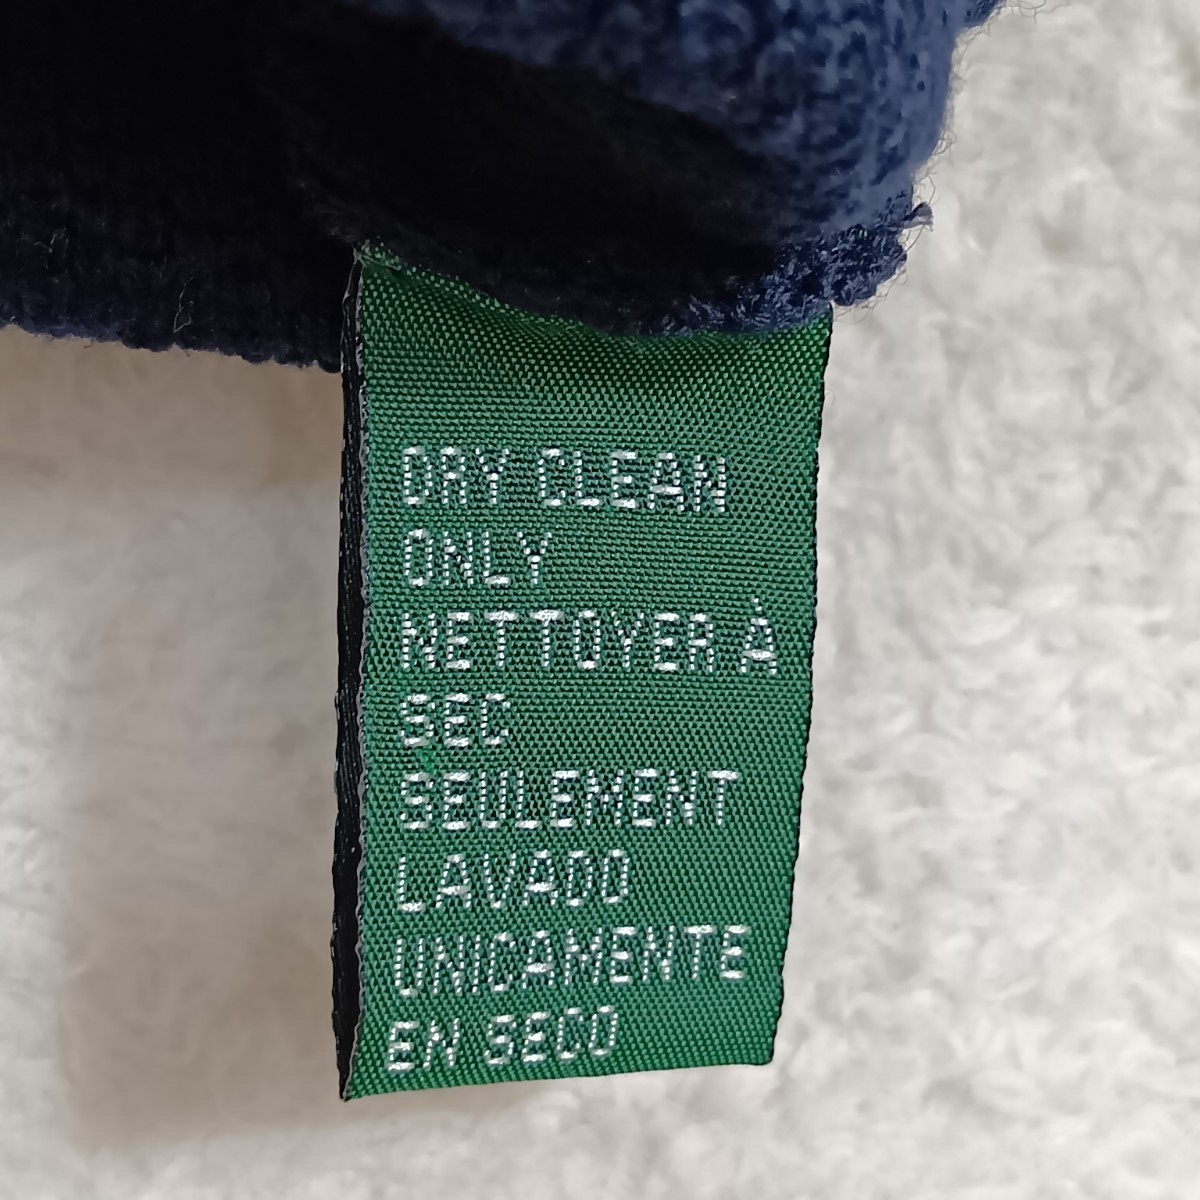 DRY CLEAN
ONLY
NETTOYER À
SEC
SEULEMENT
LAVADO
UNICAMENTE
EN SECO